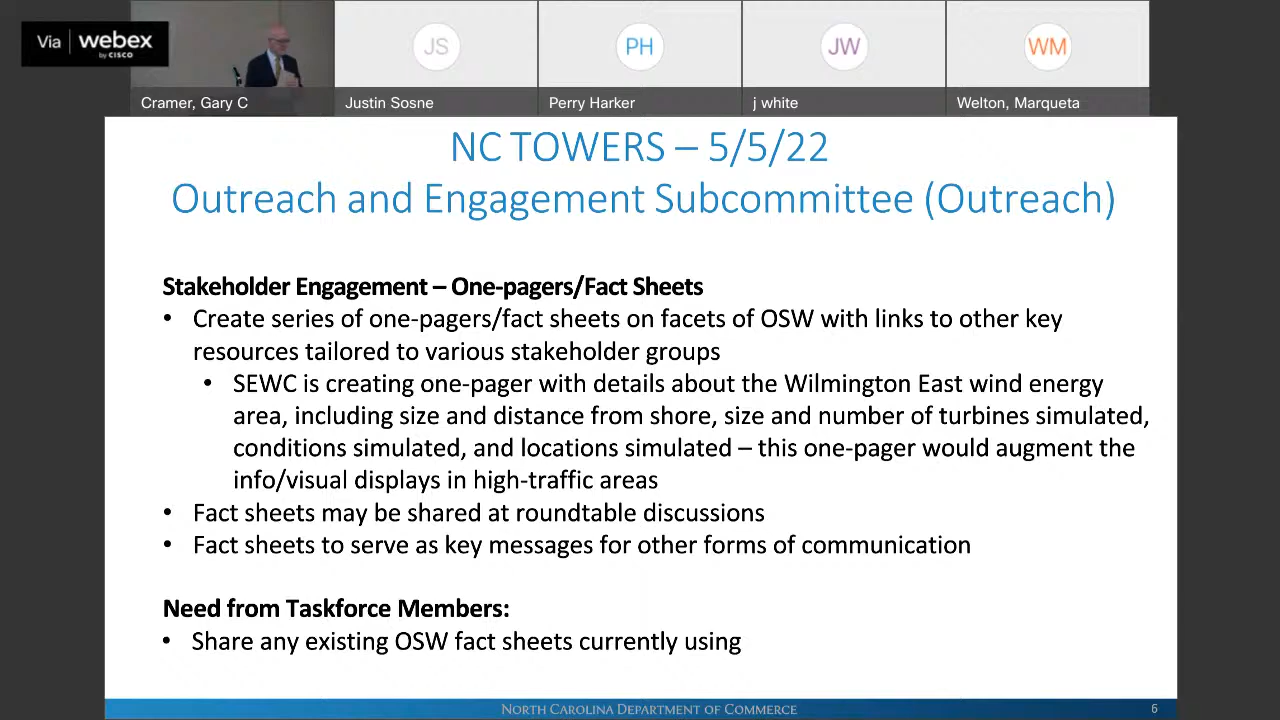 Via webex
by CISCO
JS
PH
JW
WM
Cramer, Gary C
Justin Sosne
Perry Harker
j white
Welton, Marqueta
NC TOWERS – 5/5/22
Outreach and Engagement Subcommittee (Outreach)
Stakeholder Engagement – One-pagers/Fact Sheets
• Create series of one-pagers/fact sheets on facets of OSW with links to other key
resources tailored to various stakeholder groups
• SEWC is creating one-pager with details about the Wilmington East wind energy
area, including size and distance from shore, size and number of turbines simulated,
conditions simulated, and locations simulated – this one-pager would augment the
info/visual displays in high-traffic areas
• Fact sheets may be shared at roundtable discussions
• Fact sheets to serve as key messages for other forms of communication
Need from Taskforce Members:
• Share any existing OSW fact sheets currently using
NORTH CAROLINA DEPARTMENT OF COMMERCE
6